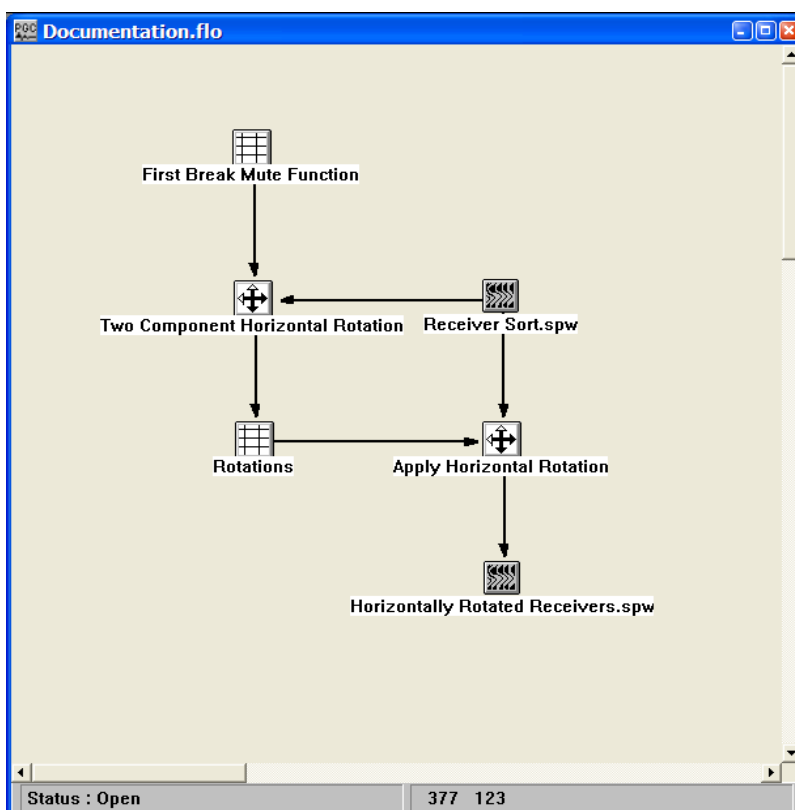 Documentation.flo
First Break Mute Function
Two Component Horizontal Rotation
Receiver Sort.spw
Rotations
Apply Horizontal Rotation
Horizontally Rotated Receivers.spw
Status : Open
377 123